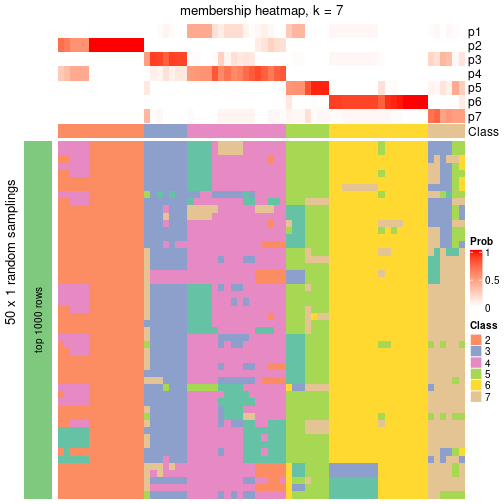 membership heatmap, k = 7
p1
p2
p3
p4
p5
p6
p7
Class
50 x 1 random samplings
top 1000 rows
Prob
1
0.5
0
Class
2
3
4
5
6
7